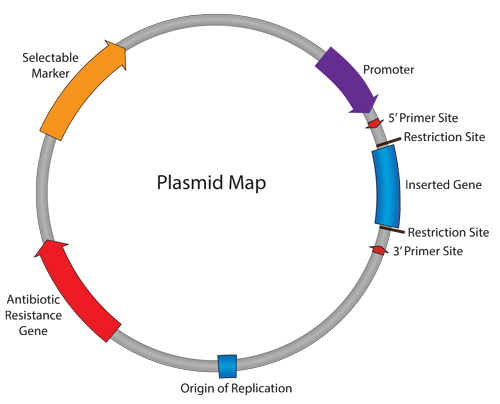 Selectable
Marker
Promoter
5' Primer Site
Restriction Site
Plasmid Map
Inserted Gene
Restriction Site
3' Primer Site
Antibiotic
Resistance
Gene
Origin of Replication